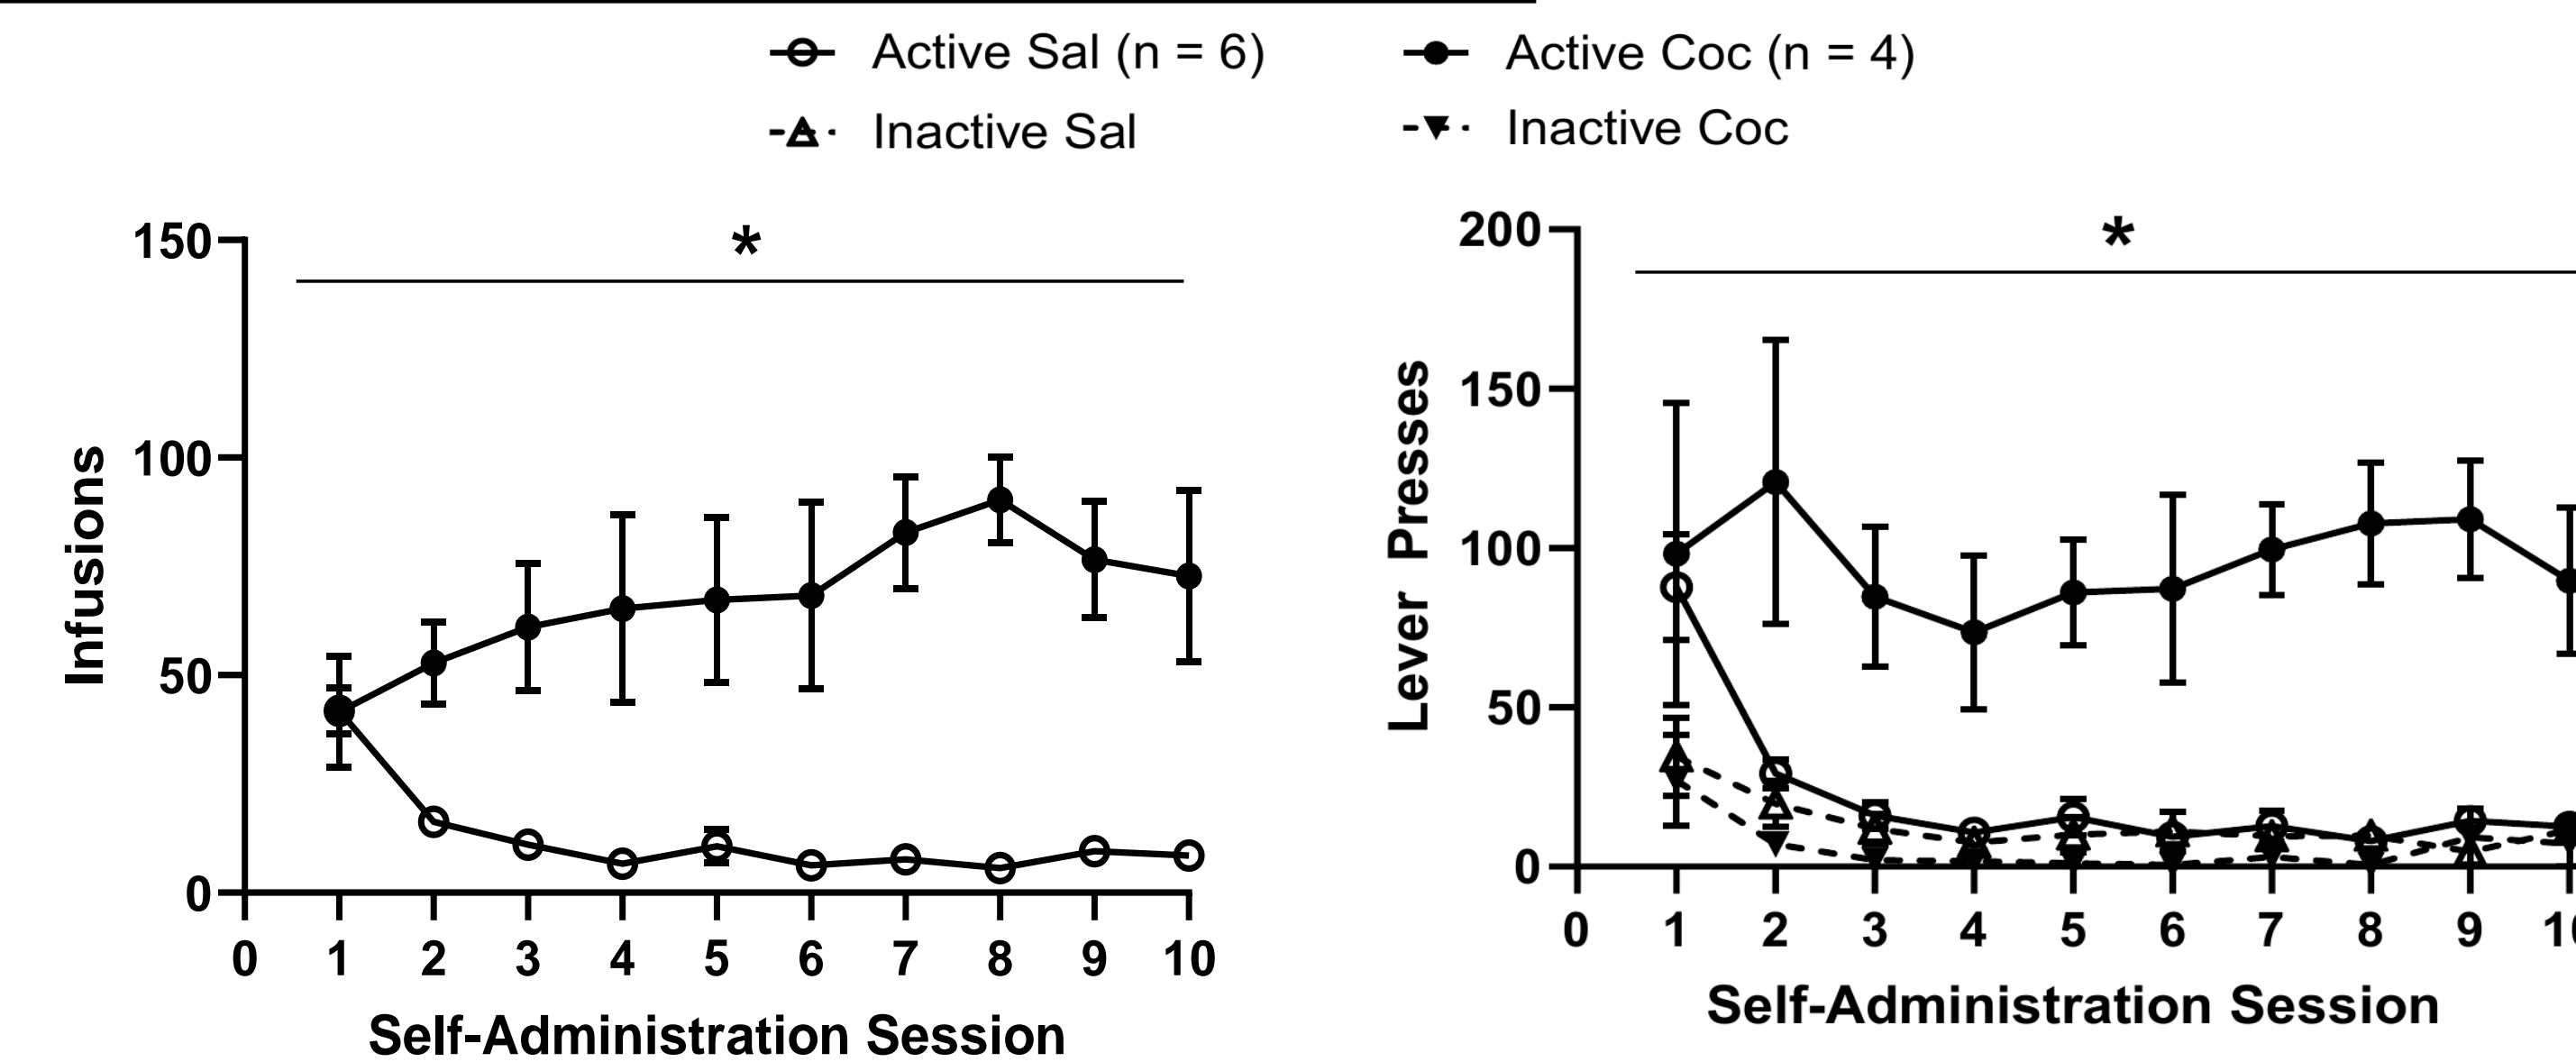 Active Sal (n = 6)
Active Coc (n = 4)
Inactive Sal
Inactive Coc
*
150
100
50
0
Infusions
0 1 2 3 4 5 6 7 8 9 10
Self-Administration Session
*
200
150
100
50
0
Lever Presses
0 1 2 3 4 5 6 7 8 9 10
Self-Administration Session